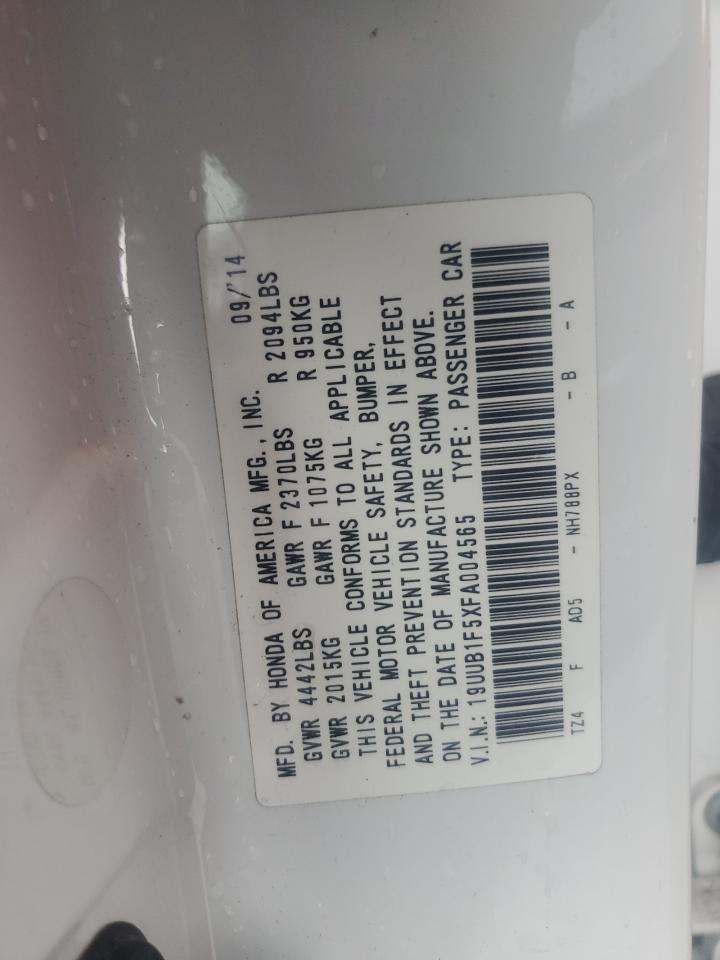 MFD. BY HONDA OF AMERICA MFG., INC. 09/'14
GVWR 4442LBS GAWR F 2370LBS R 2094LBS
GVWR 2015KG GAWR F 1075KG R 950KG
THIS VEHICLE CONFORMS TO ALL APPLICABLE
FEDERAL MOTOR VEHICLE SAFETY, BUMPER,
AND THEFT PREVENTION STANDARDS IN EFFECT
ON THE DATE OF MANUFACTURE SHOWN ABOVE.
V.I.N.: 19UUB1F5XFA004565 TYPE: PASSENGER CAR
TZ4 F AD5 - NH788PX - B - A